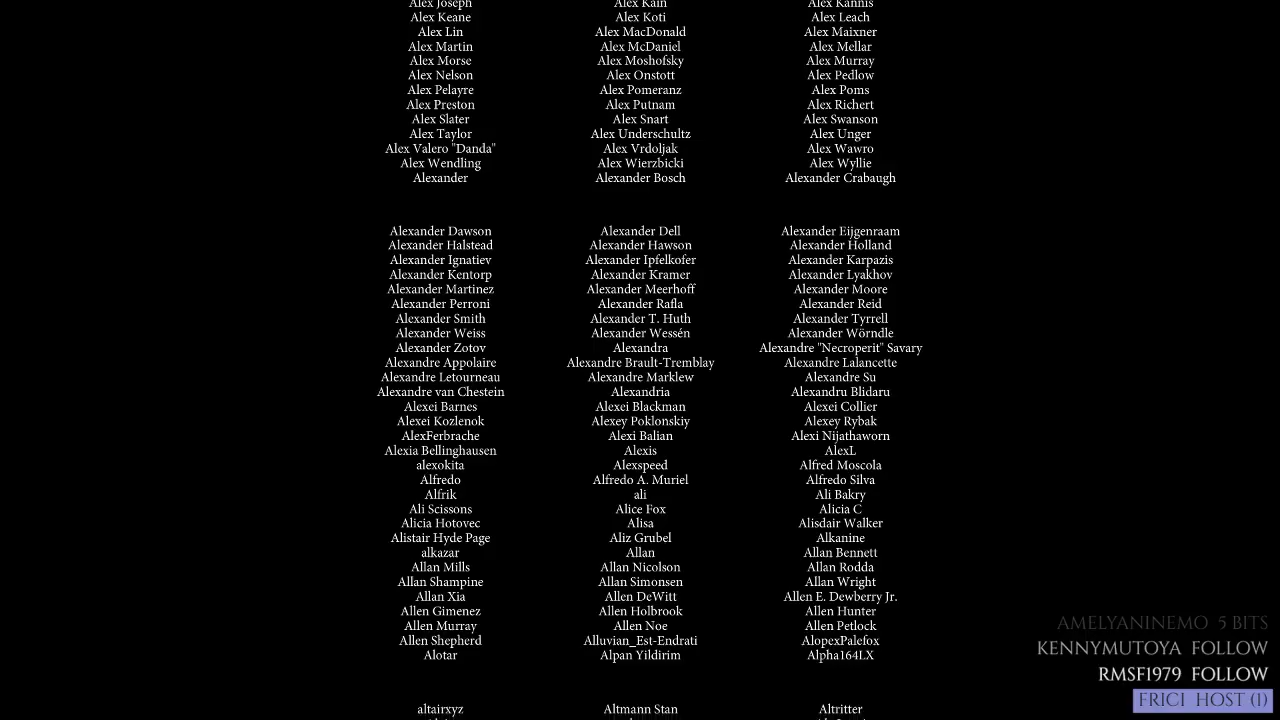 Alex Joseph Alex Kain Alex Kannis
Alex Keane Alex Koti Alex Leach
Alex Lin Alex MacDonald Alex Maixner
Alex Martin Alex McDaniel Alex Mellar
Alex Morse Alex Moshofsky Alex Murray
Alex Nelson Alex Onstott Alex Pedlow
Alex Pelayre Alex Pomeranz Alex Poms
Alex Preston Alex Putnam Alex Richert
Alex Slater Alex Snart Alex Swanson
Alex Taylor Alex Underschultz Alex Unger
Alex Valero "Danda" Alex Vrdoljak Alex Wawro
Alex Wendling Alex Wierzbicki Alex Wyllie
Alexander Alexander Bosch Alexander Crabaugh
Alexander Dawson Alexander Dell Alexander Eijgenraam
Alexander Halstead Alexander Hawson Alexander Holland
Alexander Ignatiev Alexander Ipfelkofer Alexander Karpazis
Alexander Kentorp Alexander Kramer Alexander Lyakhov
Alexander Martinez Alexander Meerhoff Alexander Moore
Alexander Perroni Alexander Rafla Alexander Reid
Alexander Smith Alexander T. Huth Alexander Tyrrell
Alexander Weiss Alexander Wessén Alexander Wörndle
Alexander Zotov Alexandra Alexandre "Necroperit" Savary
Alexandre Appolaire Alexandre Brault-Tremblay Alexandre Lalancette
Alexandre Letourneau Alexandre Marklew Alexandre Su
Alexandre van Chestein Alexandria Alexandru Blidaru
Alexei Barnes Alexei Blackman Alexei Collier
Alexei Kozlenok Alexey Poklonskiy Alexey Rybak
AlexFerbrache Alexi Balian Alexi Nijathaworn
Alexia Bellinghausen Alexis AlexL
alexokita Alexspeed Alfred Moscola
Alfredo Alfredo A. Muriel Alfredo Silva
Alfrik ali Ali Bakry
Ali Scissons Alice Fox Alicia C
Alicia Hotovec Alisa Alisdair Walker
Alistair Hyde Page Aliz Grubel Alkanine
alkazar Allan Allan Bennett
Allan Mills Allan Nicolson Allan Rodda
Allan Shampine Allan Simonsen Allan Wright
Allan Xia Allen DeWitt Allen E. Dewberry Jr.
Allen Gimenez Allen Holbrook Allen Hunter
Allen Murray Allen Noe Allen Petlock
Allen Shepherd Alluvian_Est-Endrati AlopexPalefox
Alotar Alpan Yildirim Alpha164LX
altairxyz Altmann Stan Altritter
AMELYANINEMO 5 BITS
KENNYMUTOYA FOLLOW
RMSF1979 FOLLOW
FRICI HOST (1)